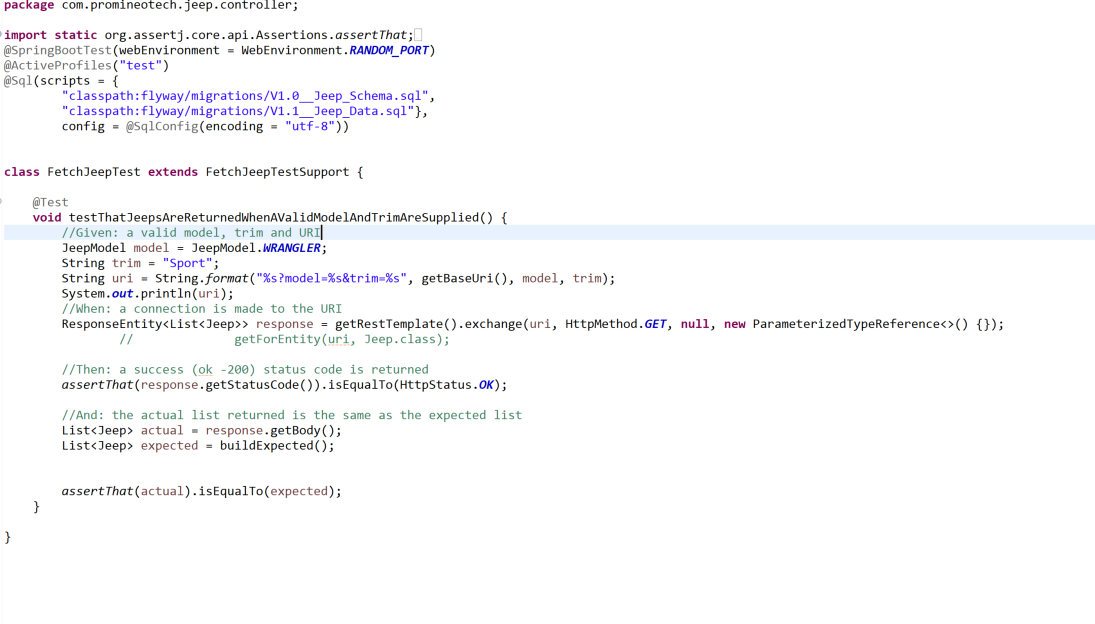 package com.promineotech.jeep.controller;
import static org.assertj.core.api.Assertions.assertThat;
@SpringBootTest(webEnvironment = WebEnvironment.RANDOM_PORT)
@ActiveProfiles("test")
@Sql(scripts = {
"classpath:flyway/migrations/V1.0__Jeep_Schema.sql",
"classpath:flyway/migrations/V1.1__Jeep_Data.sql"},
config = @SqlConfig(encoding = "utf-8"))
class FetchJeepTest extends FetchJeepTestSupport {
@Test
void testThatJeepsAreReturnedWhenAValidModelAndTrimAreSupplied() {
//Given: a valid model, trim and URI
JeepModel model = JeepModel.WRANGLER;
String trim = "Sport";
String uri = String.format("%s?model=%s&trim=%s", getBaseUri(), model, trim);
System.out.println(uri);
//When: a connection is made to the URI
ResponseEntity<List<Jeep>> response = getRestTemplate().exchange(uri, HttpMethod.GET, null, new ParameterizedTypeReference<>() {});
// getForEntity(uri, Jeep.class);
//Then: a success (ok -200) status code is returned
assertThat(response.getStatusCode()).isEqualTo(HttpStatus.OK);
//And: the actual list returned is the same as the expected list
List<Jeep> actual = response.getBody();
List<Jeep> expected = buildExpected();
assertThat(actual).isEqualTo(expected);
}
}